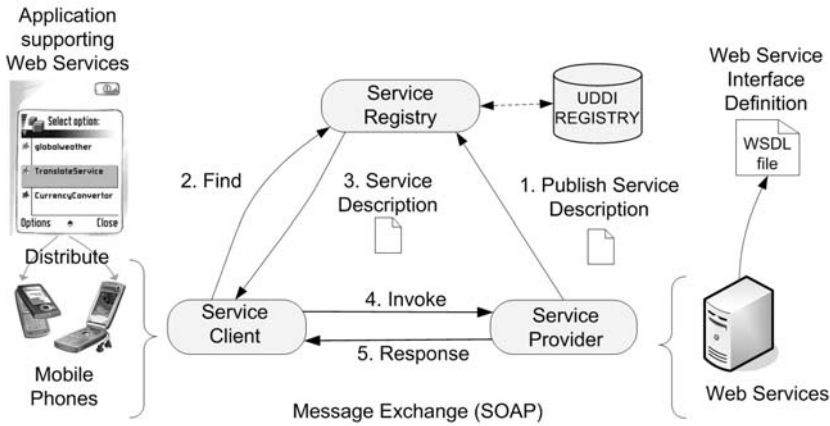 Application
supporting
Web Services
Select option:
globalweather
TranslateService
CurrencyConvertor
Options
Close
Distribute
Mobile
Phones
Service
Registry
UDDI
REGISTRY
2. Find
3. Service
Description
1. Publish Service
Description
Service
Client
4. Invoke
5. Response
Service
Provider
Message Exchange (SOAP)
Web Service
Interface
Definition
WSDL
file
Web Services